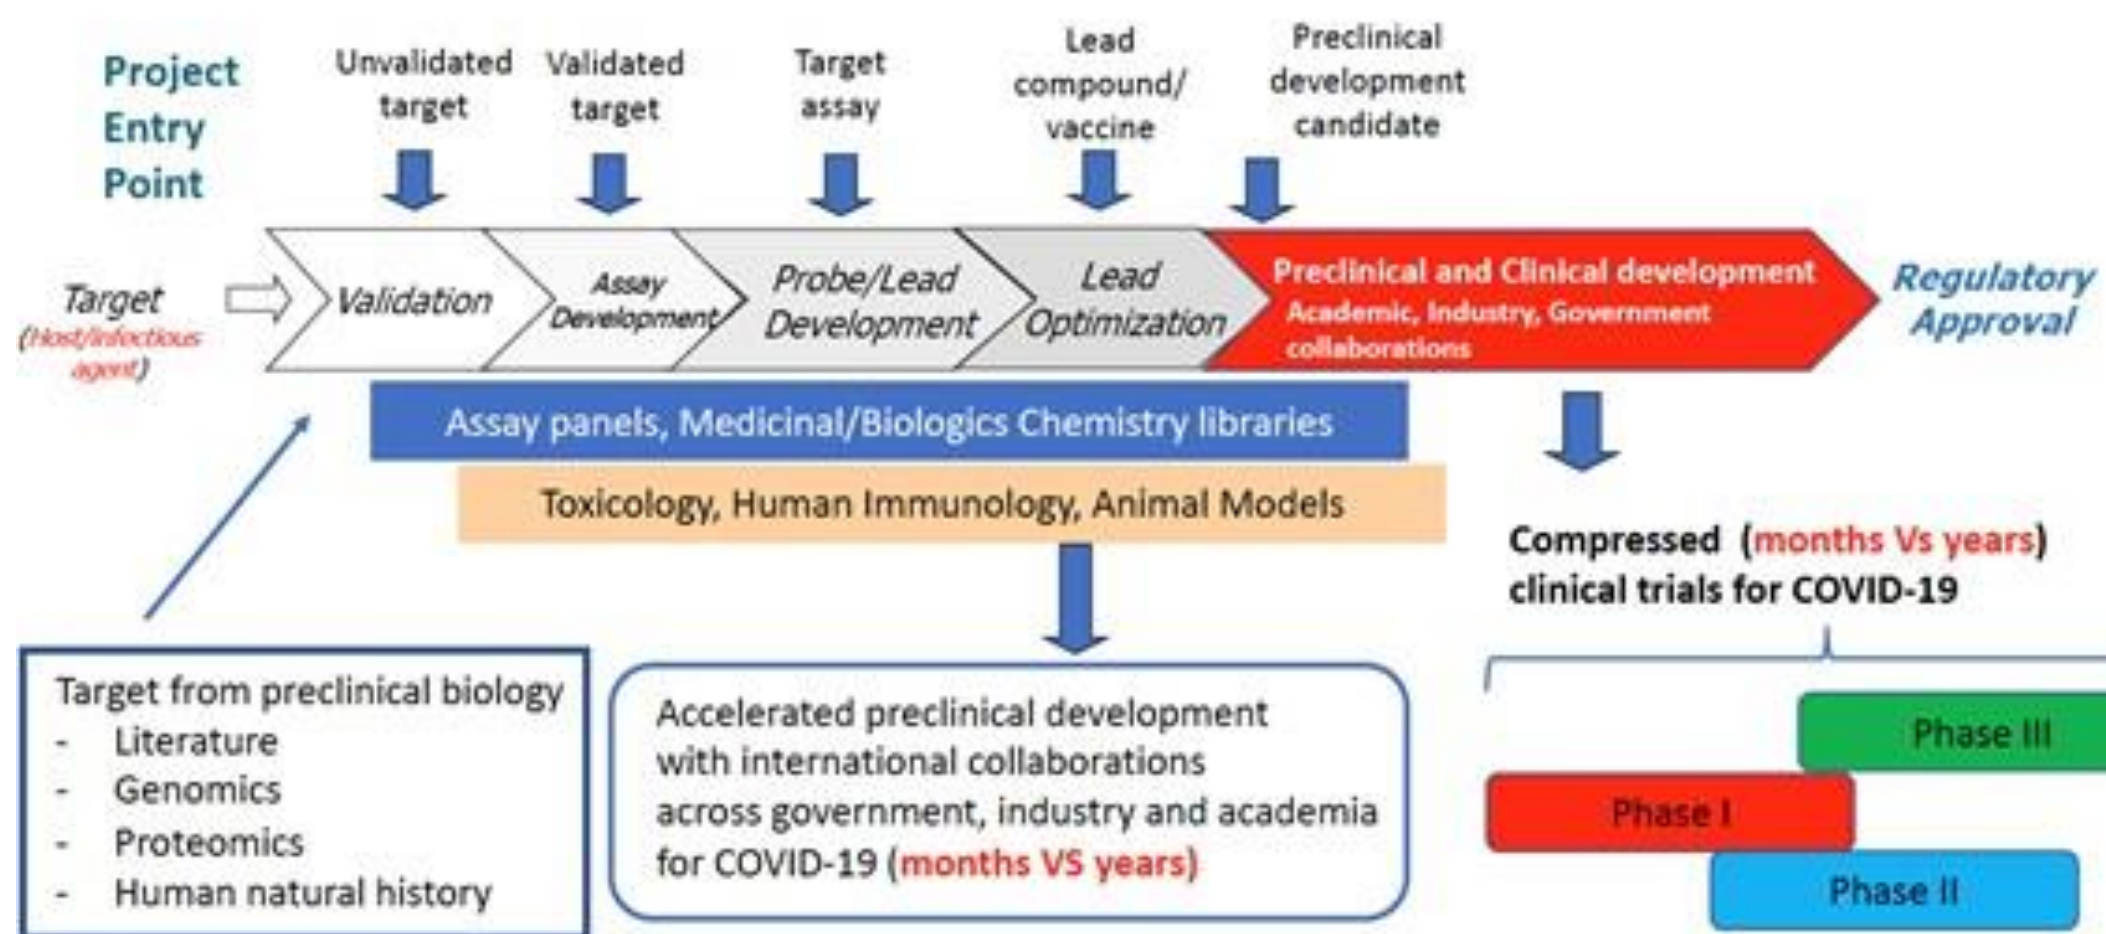 Project
Entry
Point
Unvalidated
target
Validated
target
Target
assay
Lead
compound/
vaccine
Preclinical
development
candidate
Target
(Host/infectious
agent)
Validation
Assay
Development
Probe/Lead
Development
Lead
Optimization
Preclinical and Clinical development
Academic, Industry, Government
collaborations
Regulatory
Approval
Assay panels, Medicinal/Biologics Chemistry libraries
Toxicology, Human Immunology, Animal Models
Compressed (months Vs years)
clinical trials for COVID-19
Target from preclinical biology
- Literature
- Genomics
- Proteomics
- Human natural history
Accelerated preclinical development
with international collaborations
across government, industry and academia
for COVID-19 (months VS years)
Phase III
Phase I
Phase II